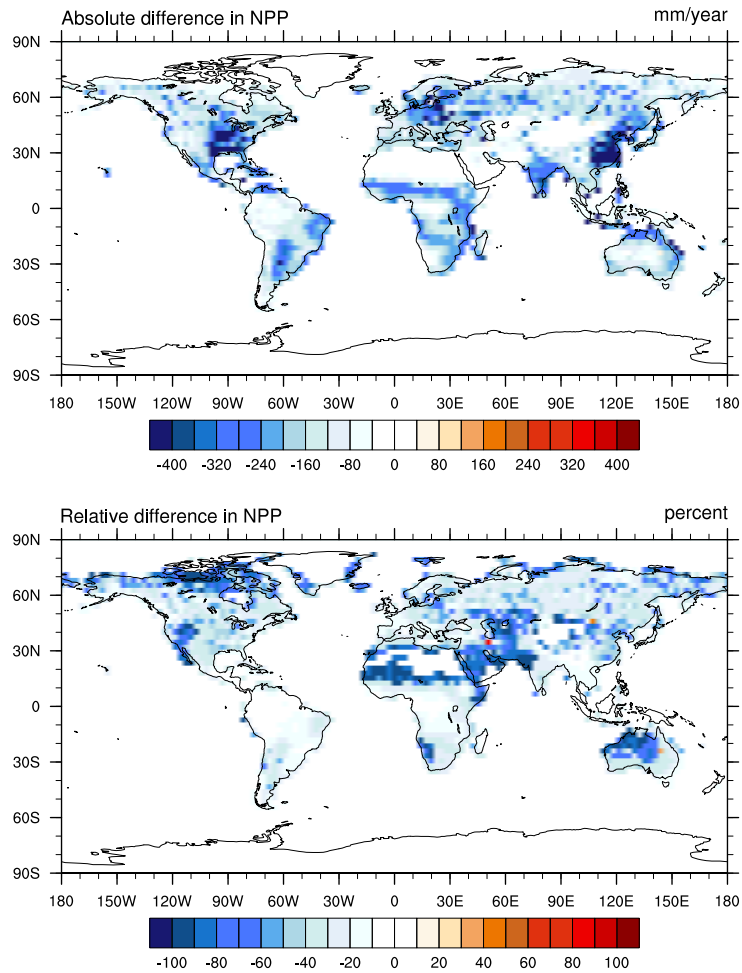 Absolute difference in NPP mm/year
90N
60N
30N
0
30S
60S
90S
180 150W 120W 90W 60W 30W 0 30E 60E 90E 120E 150E 180
-400 -320 -240 -160 -80 0 80 160 240 320 400
Relative difference in NPP percent
90N
60N
30N
0
30S
60S
90S
180 150W 120W 90W 60W 30W 0 30E 60E 90E 120E 150E 180
-100 -80 -60 -40 -20 0 20 40 60 80 100